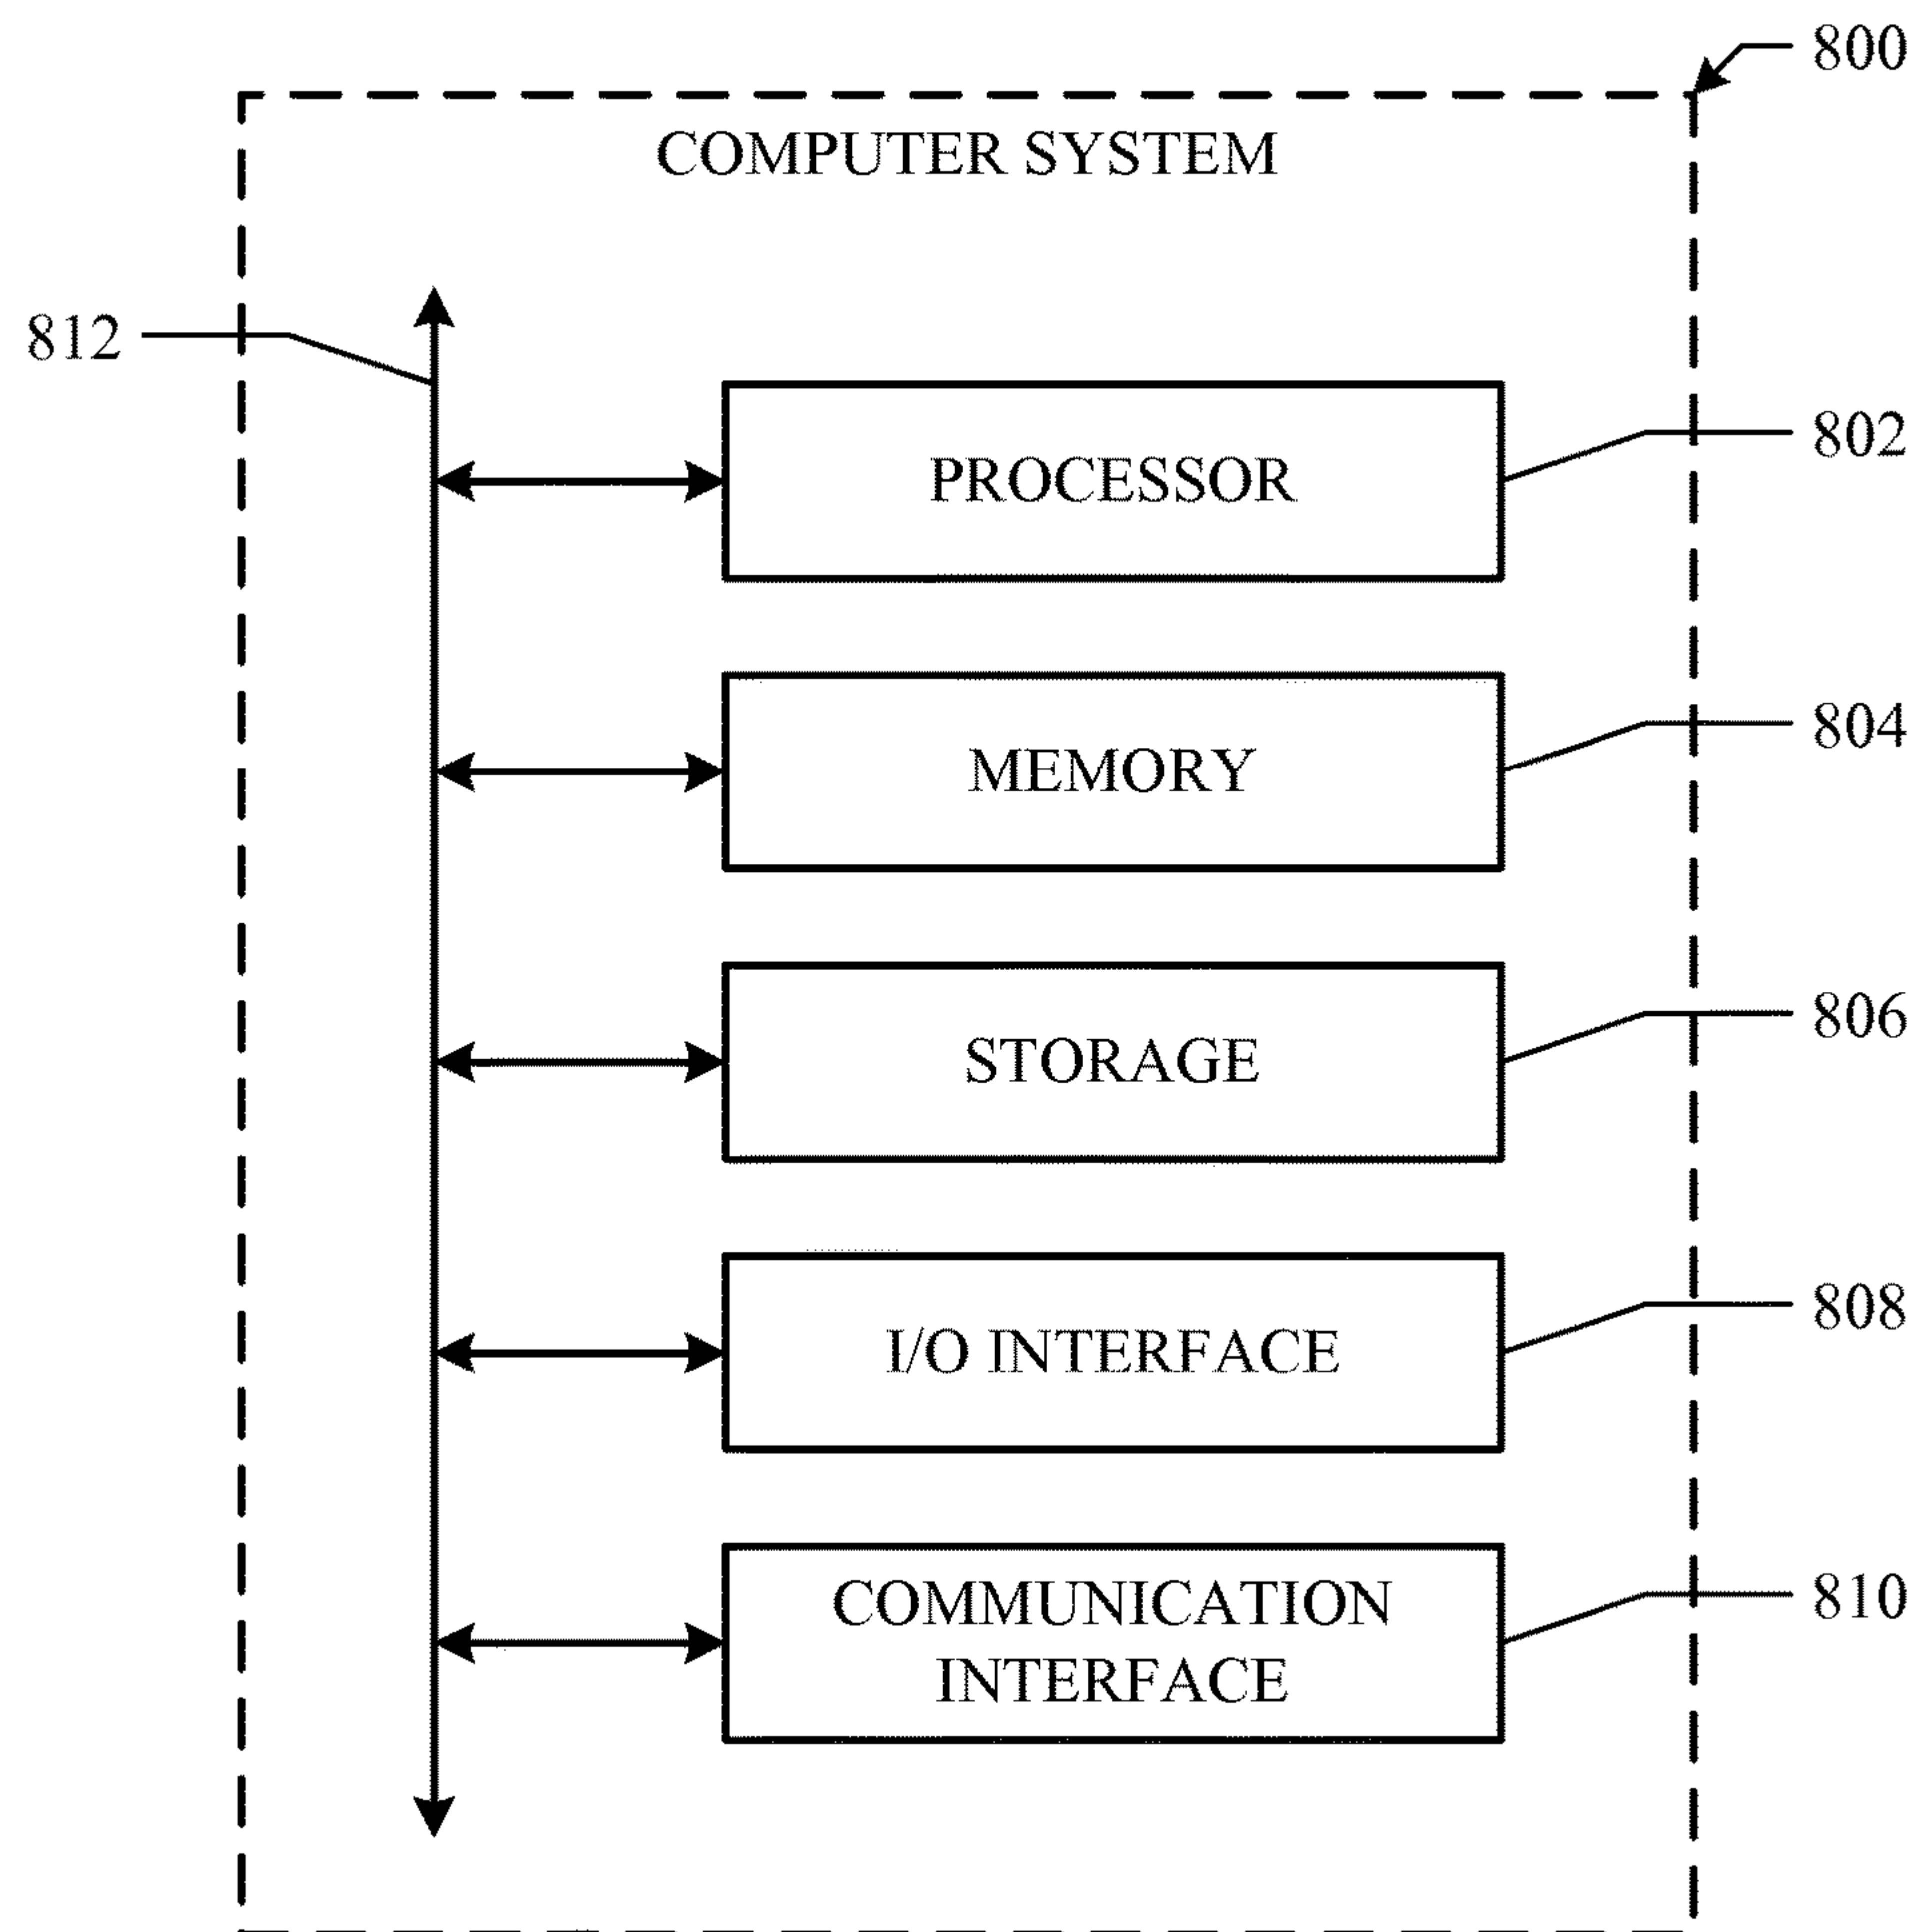 800
COMPUTER SYSTEM
812
PROCESSOR
802
MEMORY
804
STORAGE
806
I/O INTERFACE
808
COMMUNICATION
INTERFACE
810